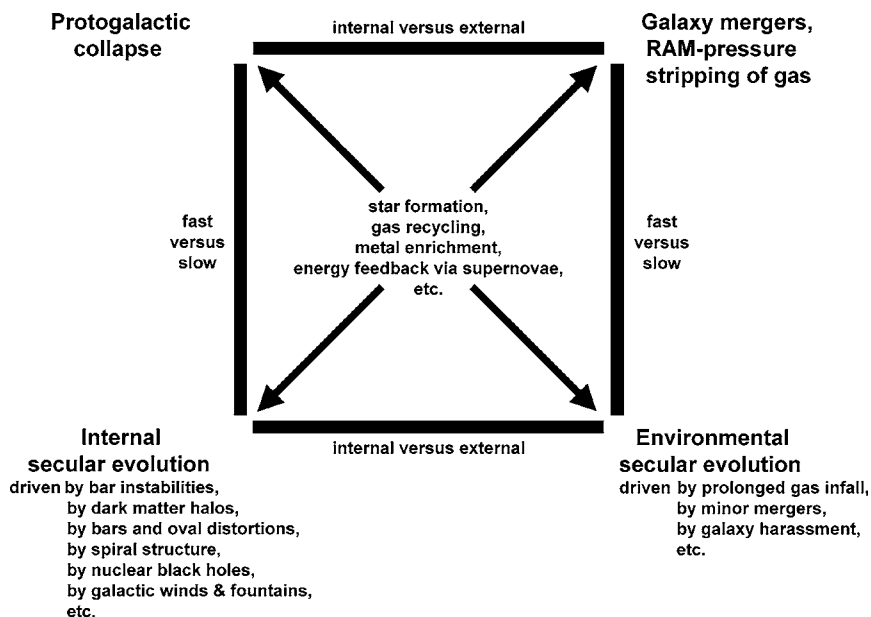 Protogalactic
collapse
internal versus external
Galaxy mergers,
RAM-pressure
stripping of gas
fast
versus
slow
star formation,
gas recycling,
metal enrichment,
energy feedback via supernovae,
etc.
fast
versus
slow
Internal
secular evolution
driven by bar instabilities,
by dark matter halos,
by bars and oval distortions,
by spiral structure,
by nuclear black holes,
by galactic winds & fountains,
etc.
internal versus external
Environmental
secular evolution
driven by prolonged gas infall,
by minor mergers,
by galaxy harassment,
etc.